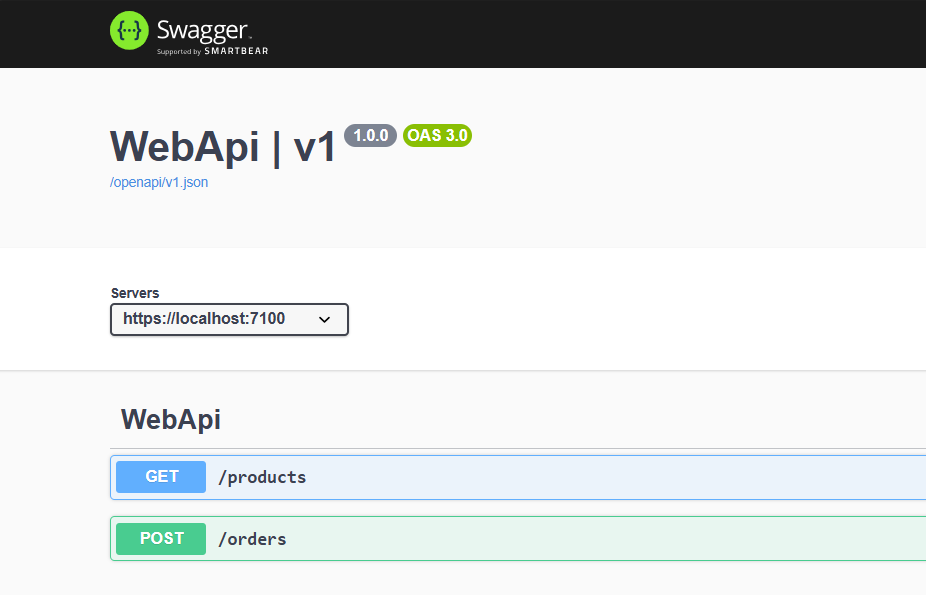 {···} Swagger™
Supported by SMARTBEAR
WebApi | v1 1.0.0 OAS 3.0
/openapi/v1.json
Servers
https://localhost:7100
WebApi
GET /products
POST /orders